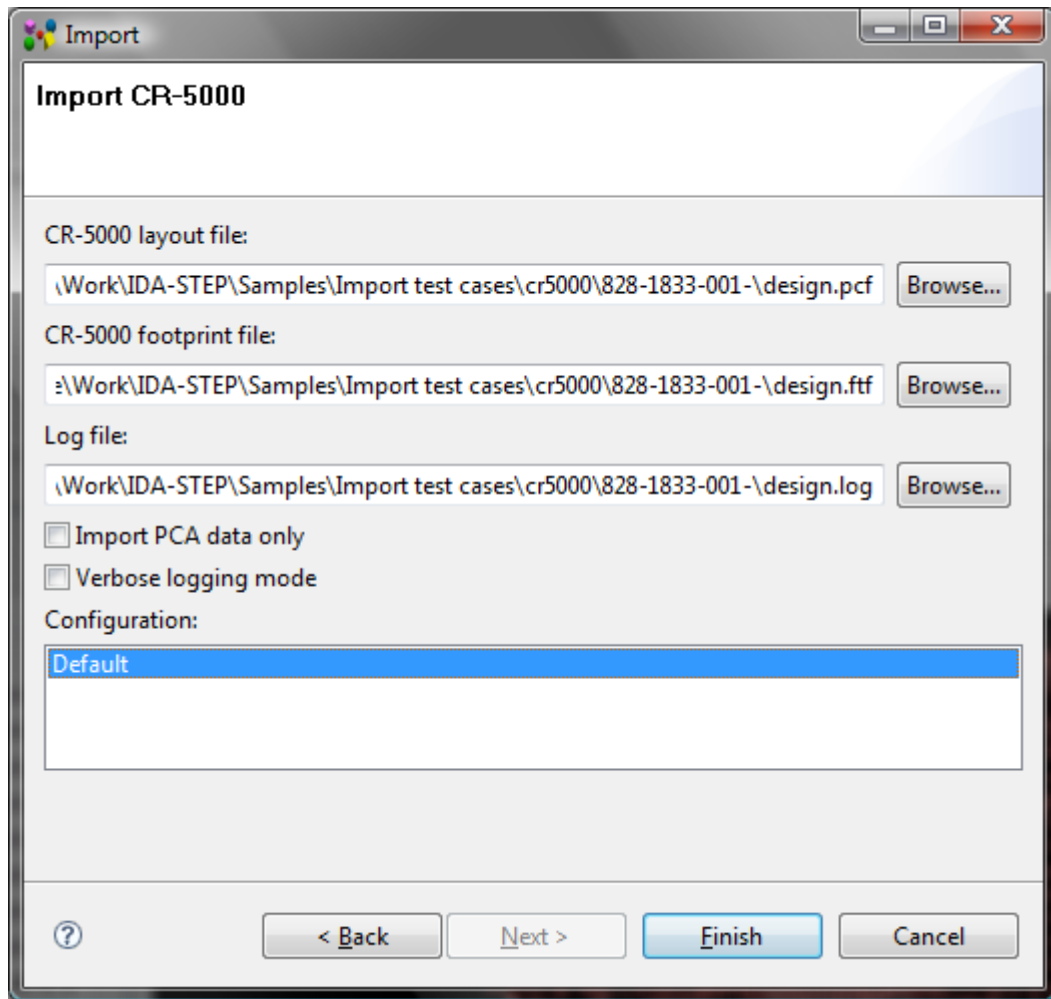 Import
Import CR-5000
CR-5000 layout file:
\Work\IDA-STEP\Samples\Import test cases\cr5000\828-1833-001-\design.pcf
Browse...
CR-5000 footprint file:
e\Work\IDA-STEP\Samples\Import test cases\cr5000\828-1833-001-\design.ftf
Browse...
Log file:
\Work\IDA-STEP\Samples\Import test cases\cr5000\828-1833-001-\design.log
Browse...
Import PCA data only
Verbose logging mode
Configuration:
Default
< Back
Next >
Finish
Cancel